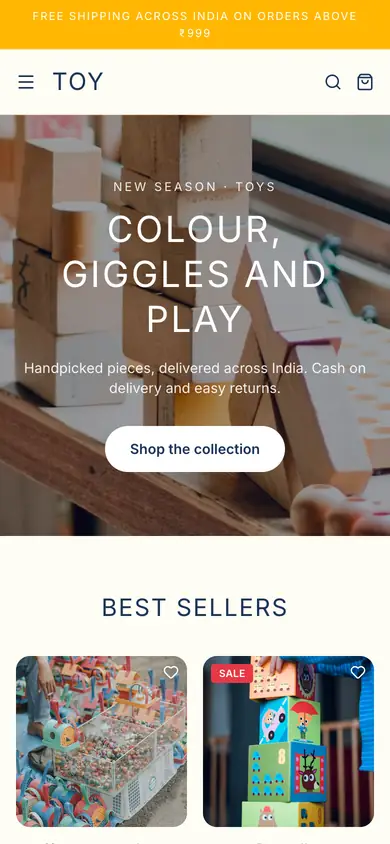 FREE SHIPPING ACROSS INDIA ON ORDERS ABOVE
₹999
TOY
NEW SEASON · TOYS
COLOUR,
GIGGLES AND
PLAY
Handpicked pieces, delivered across India. Cash on
delivery and easy returns.
Shop the collection
BEST SELLERS
SALE
8